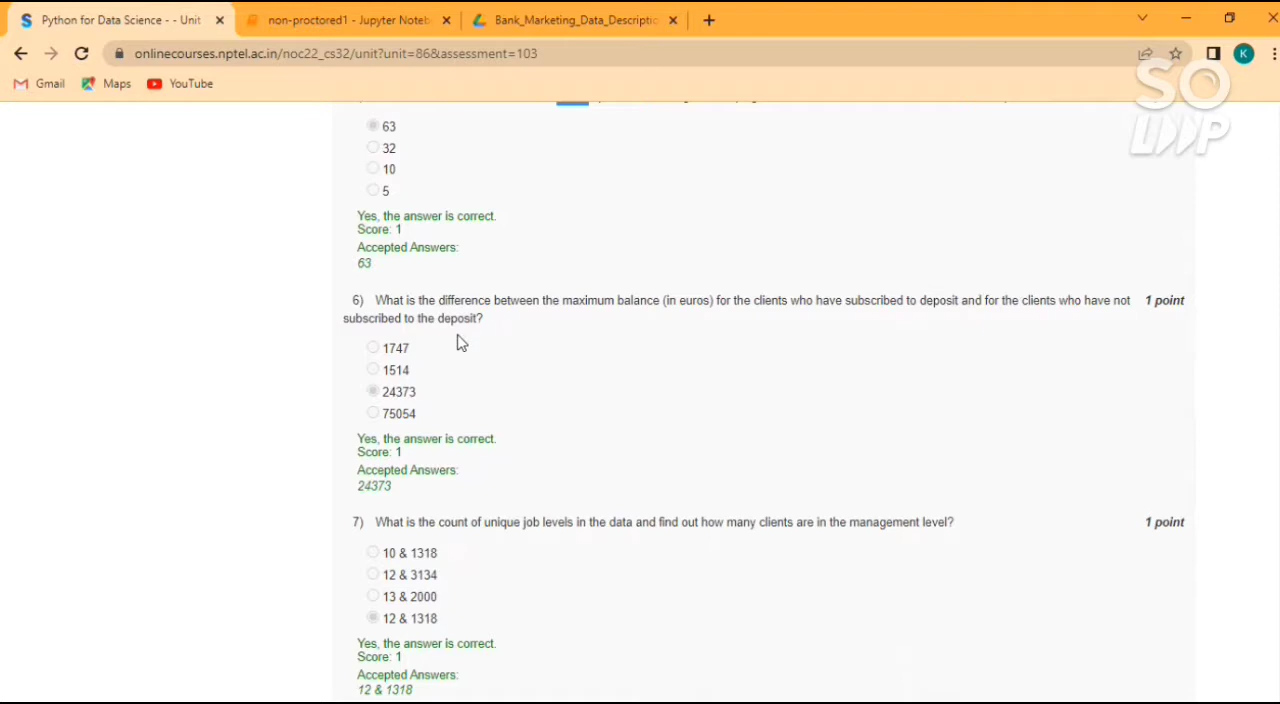 Python for Data Science - - Unit
non-proctored1 - Jupyter Noteb
Bank_Marketing_Data_Descriptio
onlinecourses.nptel.ac.in/noc22_cs32/unit?unit=86&assessment=103
K
Gmail
Maps
YouTube
SO
LOOP
63
32
10
5
Yes, the answer is correct.
Score: 1
Accepted Answers:
63
6) What is the difference between the maximum balance (in euros) for the clients who have subscribed to deposit and for the clients who have not 1 point
subscribed to the deposit?
1747
1514
24373
75054
Yes, the answer is correct.
Score: 1
Accepted Answers:
24373
7) What is the count of unique job levels in the data and find out how many clients are in the management level? 1 point
10 & 1318
12 & 3134
13 & 2000
12 & 1318
Yes, the answer is correct.
Score: 1
Accepted Answers:
12 & 1318